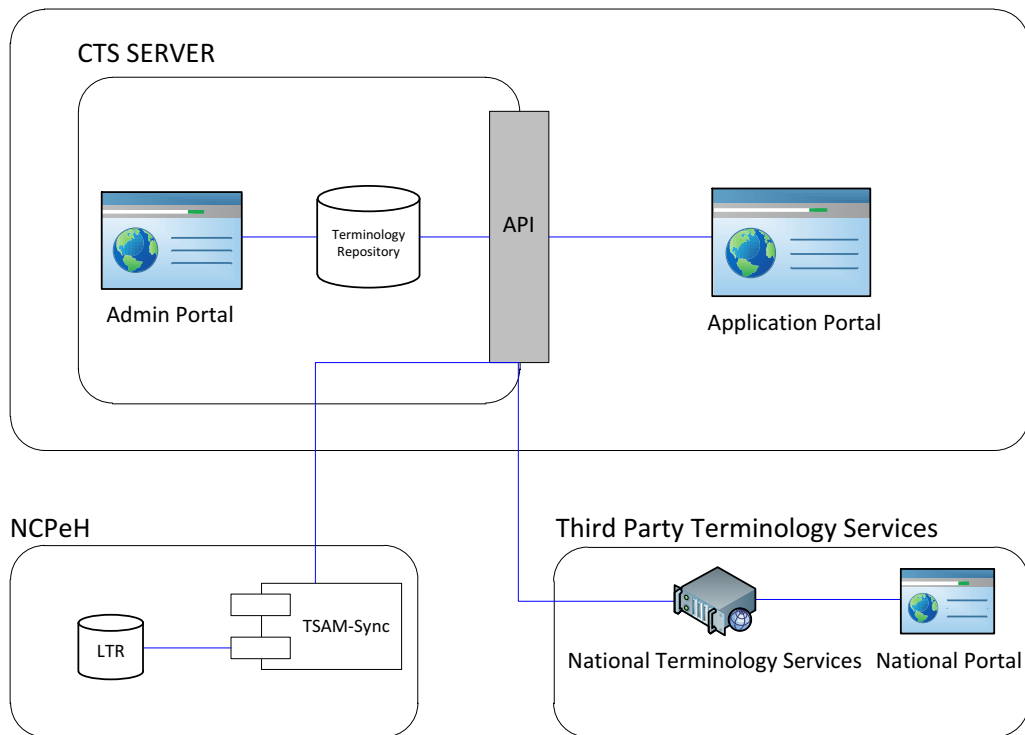 CTS SERVER
API
Terminology
Repository
Admin Portal
Application Portal
NCPeH
Third Party Terminology Services
TSAM-Sync
LTR
National Terminology Services
National Portal